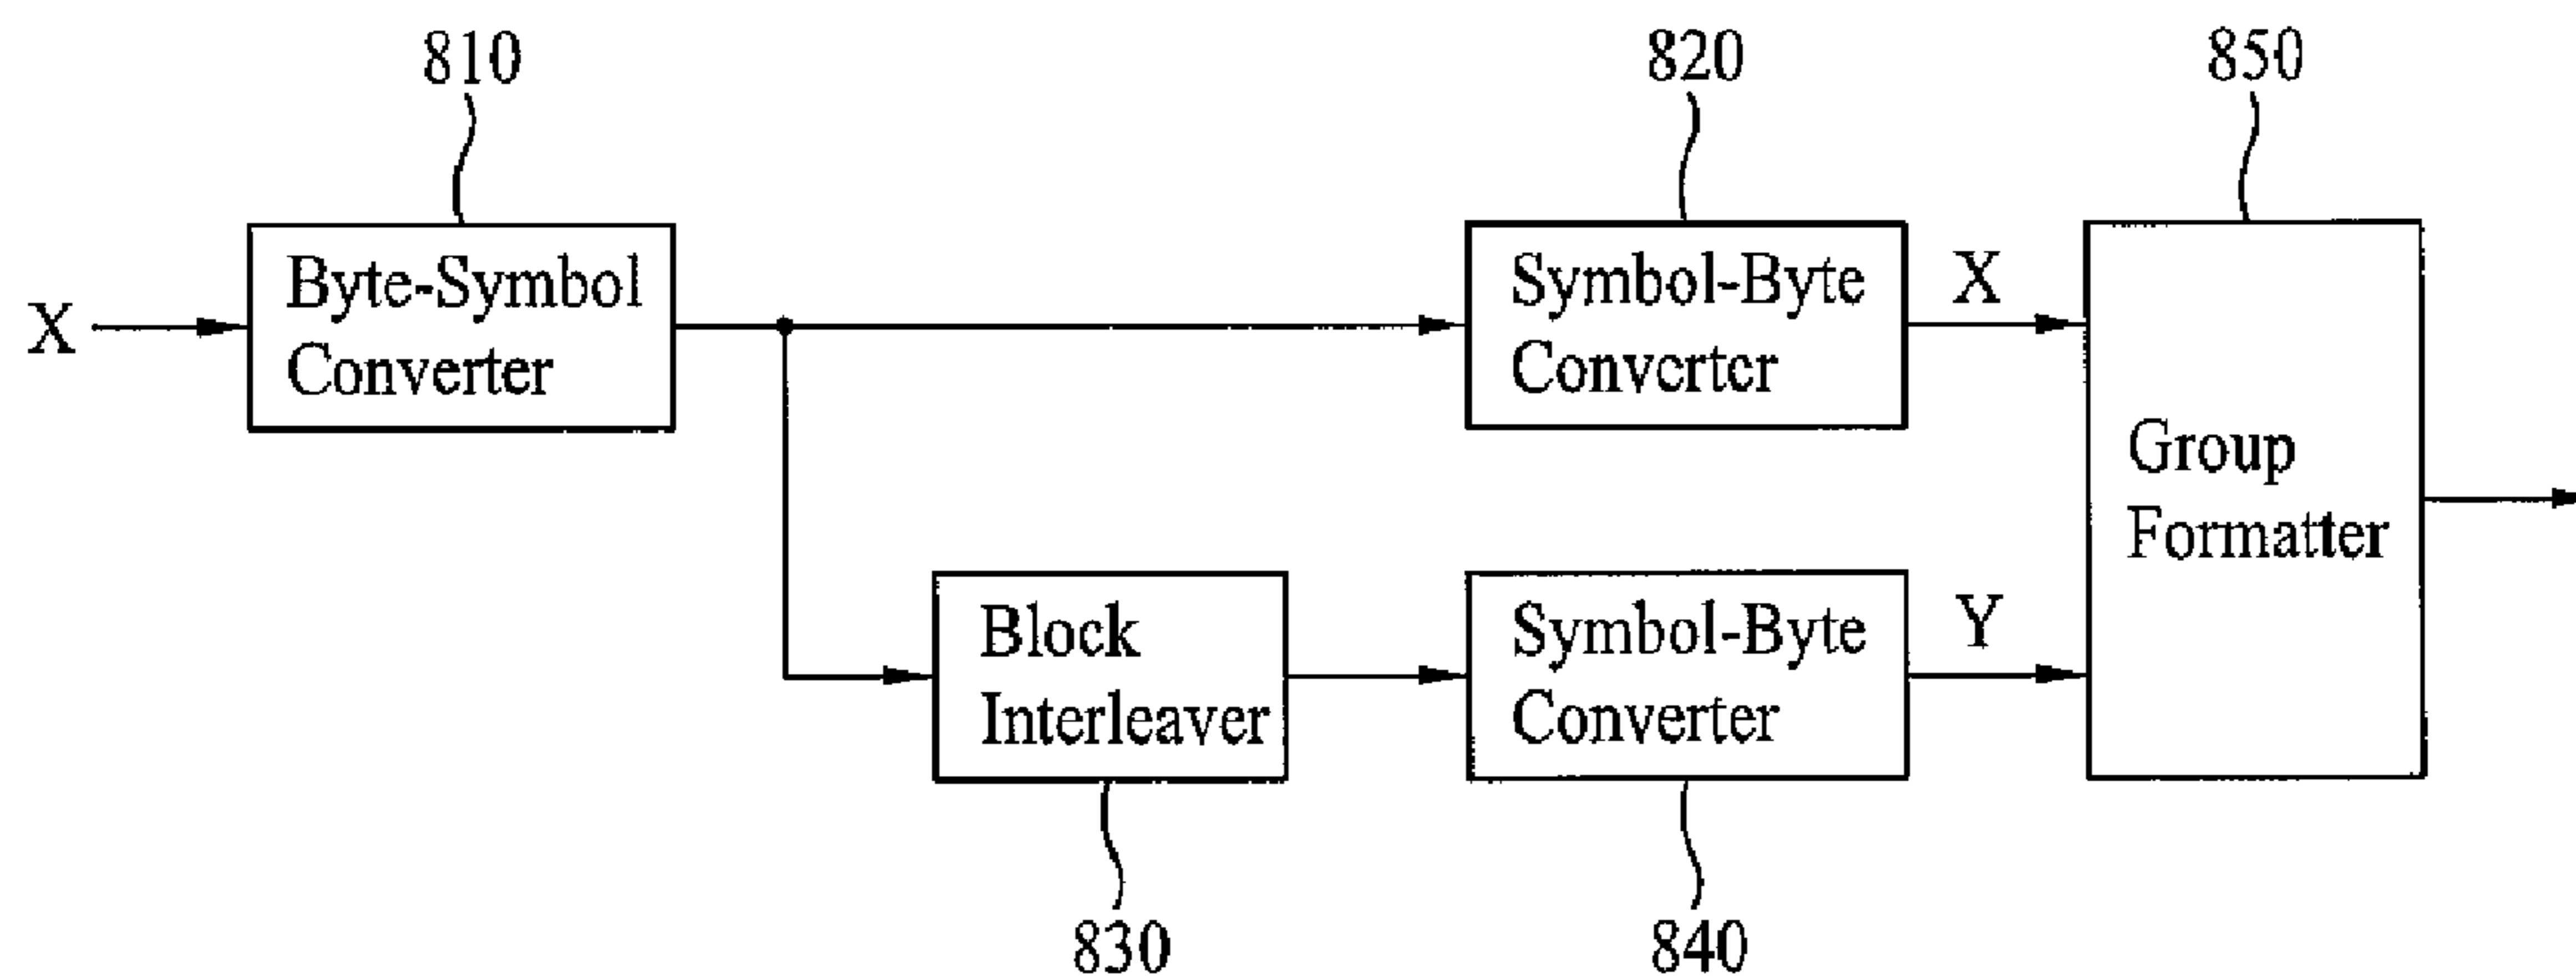 810
820
850
X
Byte-Symbol
Converter
Symbol-Byte
Converter
X
Group
Formatter
Block
Interleaver
Symbol-Byte
Converter
Y
830
840